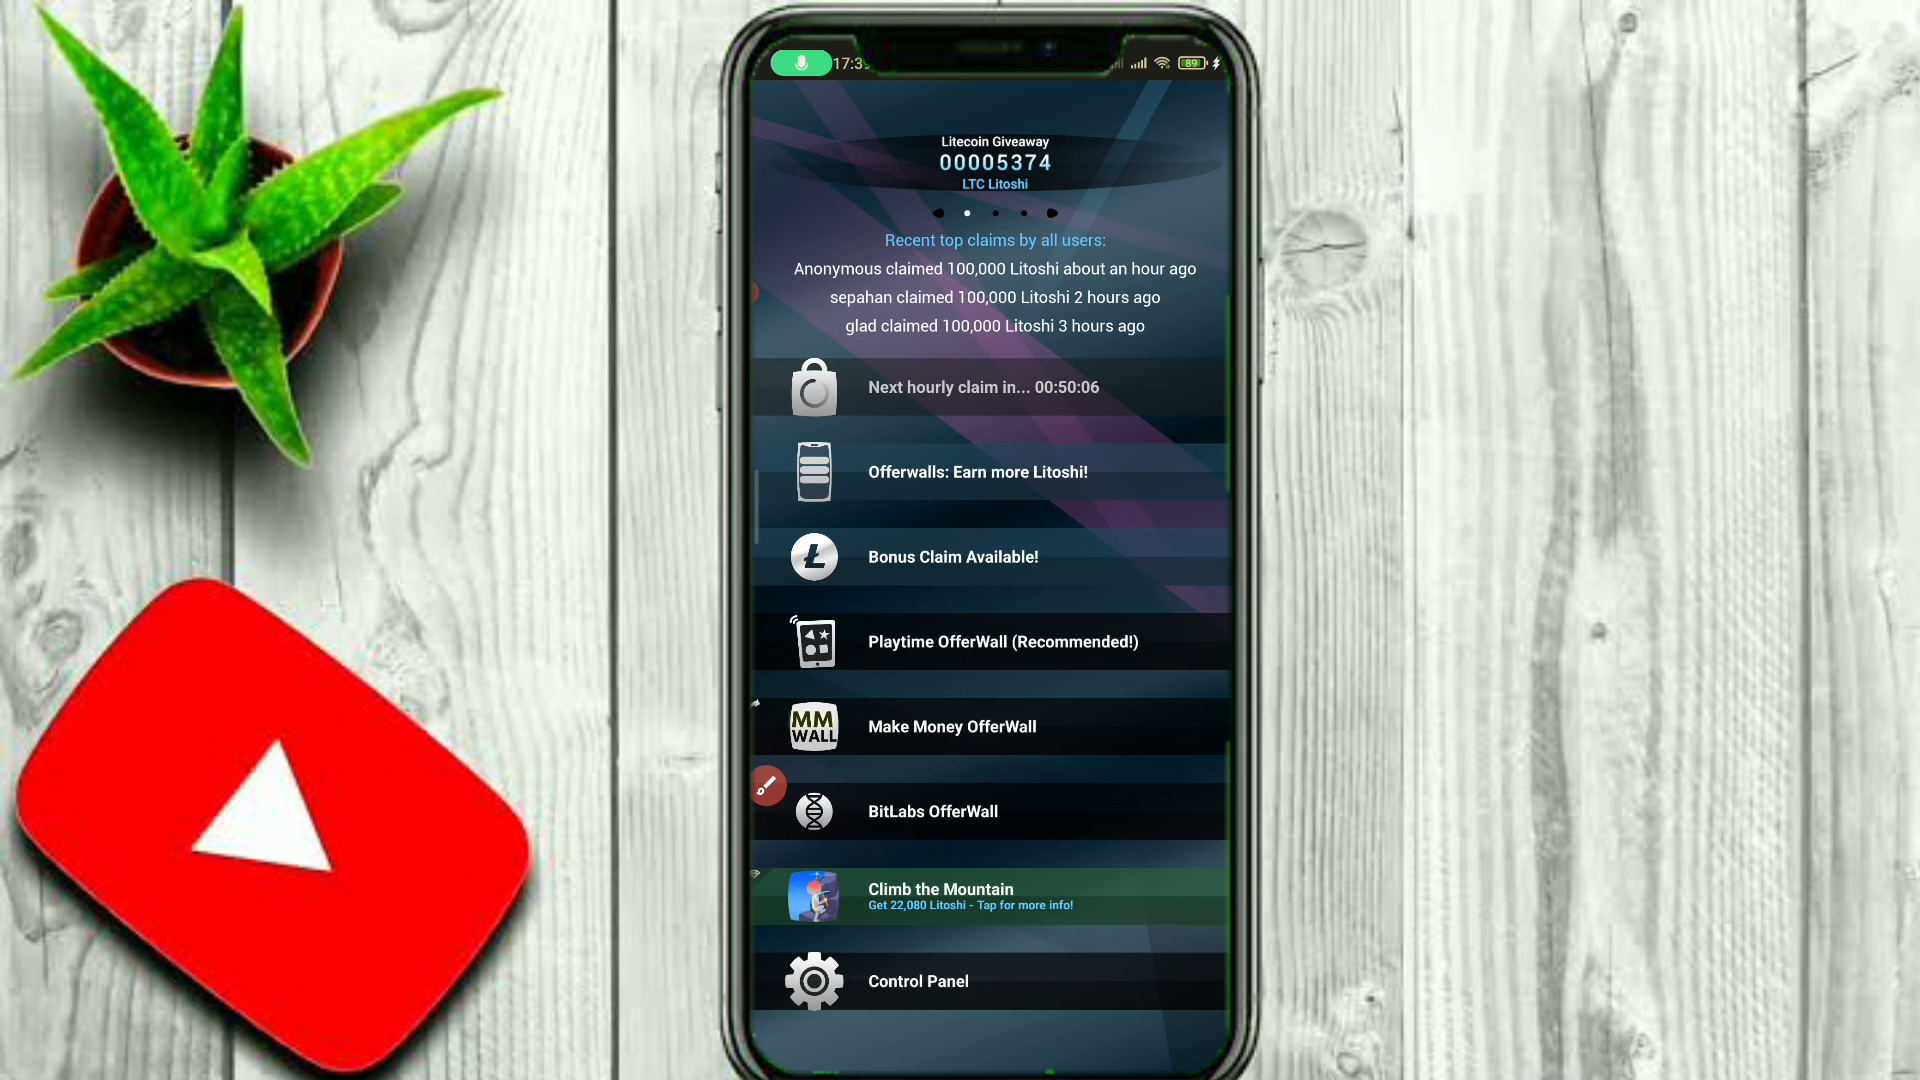 17:3
89
Litecoin Giveaway
00005374
LTC Litoshi
Recent top claims by all users:
Anonymous claimed 100,000 Litoshi about an hour ago
sepahan claimed 100,000 Litoshi 2 hours ago
glad claimed 100,000 Litoshi 3 hours ago
Next hourly claim in... 00:50:06
Offerwalls: Earn more Litoshi!
Ł
Bonus Claim Available!
Playtime OfferWall (Recommended!)
MM
WALL
Make Money OfferWall
BitLabs OfferWall
Climb the Mountain
Get 22,080 Litoshi - Tap for more info!
Control Panel